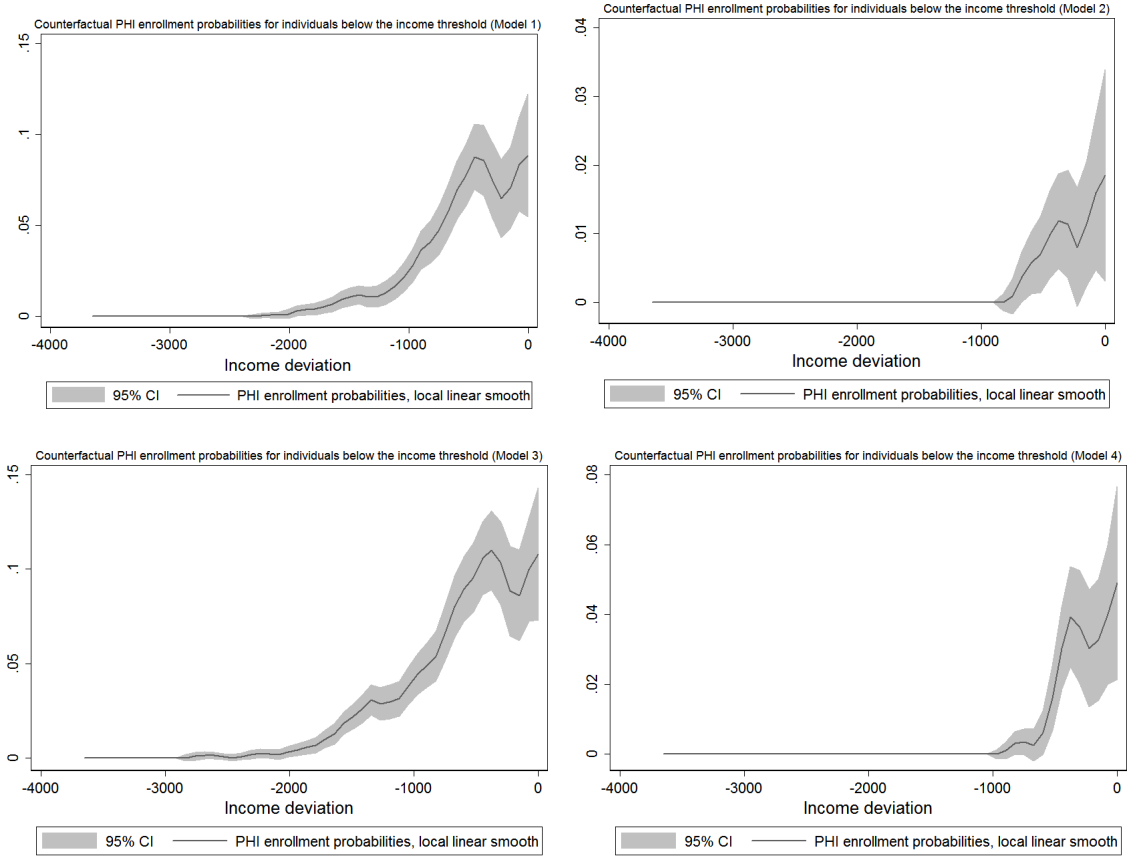 Counterfactual PHI enrollment probabilities for individuals below the income threshold (Model 1)
.15
.1
.05
0
-4000 -3000 -2000 -1000 0
Income deviation
95% CI PHI enrollment probabilities, local linear smooth
Counterfactual PHI enrollment probabilities for individuals below the income threshold (Model 2)
.04
.03
.02
.01
0
-4000 -3000 -2000 -1000 0
Income deviation
95% CI PHI enrollment probabilities, local linear smooth
Counterfactual PHI enrollment probabilities for individuals below the income threshold (Model 3)
.15
.1
.05
0
-4000 -3000 -2000 -1000 0
Income deviation
95% CI PHI enrollment probabilities, local linear smooth
Counterfactual PHI enrollment probabilities for individuals below the income threshold (Model 4)
.08
.06
.04
.02
0
-4000 -3000 -2000 -1000 0
Income deviation
95% CI PHI enrollment probabilities, local linear smooth